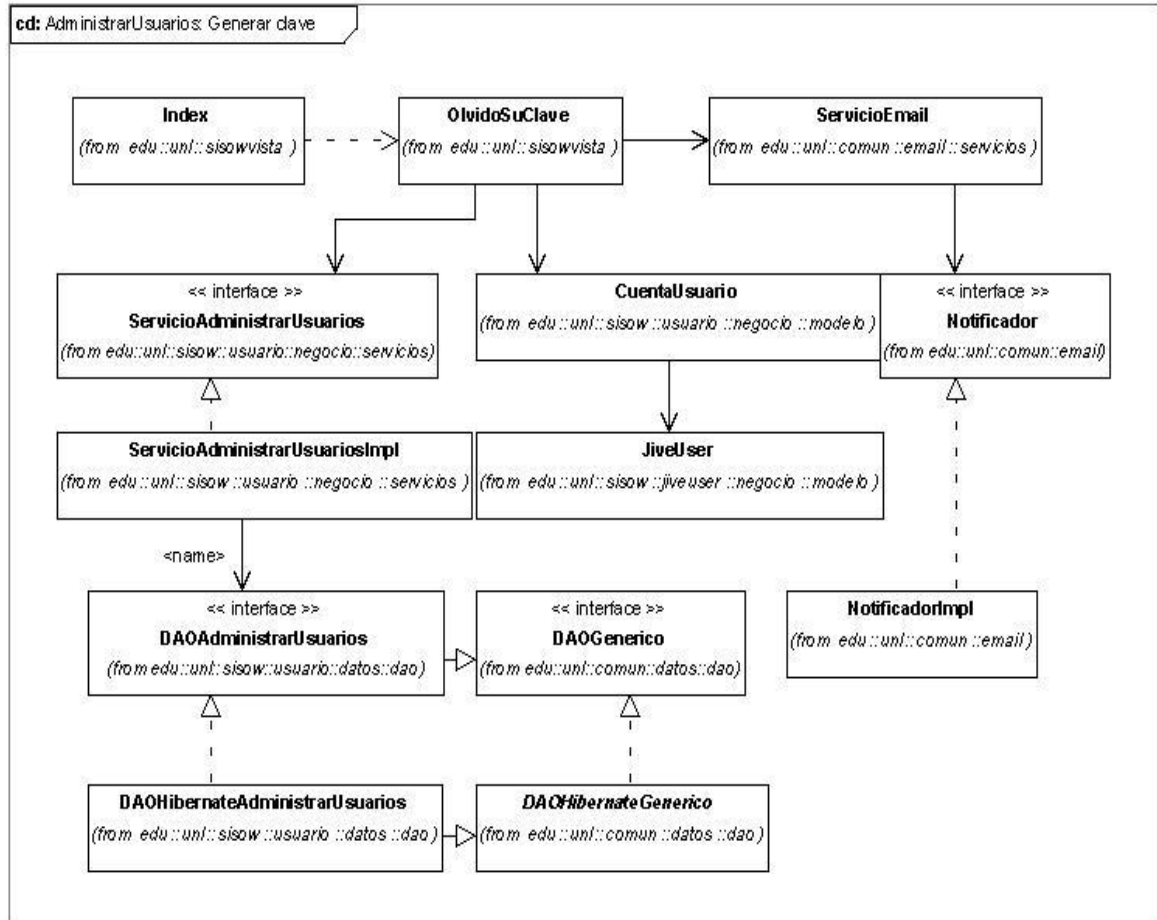 cd: AdministrarUsuarios: Generar clave
Index
(from edu::unl::sisowvista )
OlvidoSuClave
(from edu::unl::sisowvista )
ServicioEmail
(from edu::unl::comun ::email::servicios )
<< interface >>
ServicioAdministrarUsuarios
(from edu::unl::sisow::usuario::negocio::servicios)
CuentaUsuario
(from edu::unl::sisow ::usuario ::negocio ::modelo )
<< interface >>
Notificador
(from edu::unl::comun::email)
ServicioAdministrarUsuariosImpl
(from edu::unl::sisow ::usuario ::negocio :: servicios )
JiveUser
(from edu::unl::sisow ::jiveuser ::negocio ::modelo )
<name>
<< interface >>
DAOAdministrarUsuarios
(from edu::unl::sisow::usuario::datos::dao)
<< interface >>
DAOGenerico
(from edu::unl::comun::datos::dao)
NotificadorImpl
(from edu::unl::comun ::email )
DAOHibernateAdministrarUsuarios
(from edu::unl::sisow ::usuario ::datos ::dao)
DAOHibernateGenerico
(from edu::unl::comun ::datos ::dao )